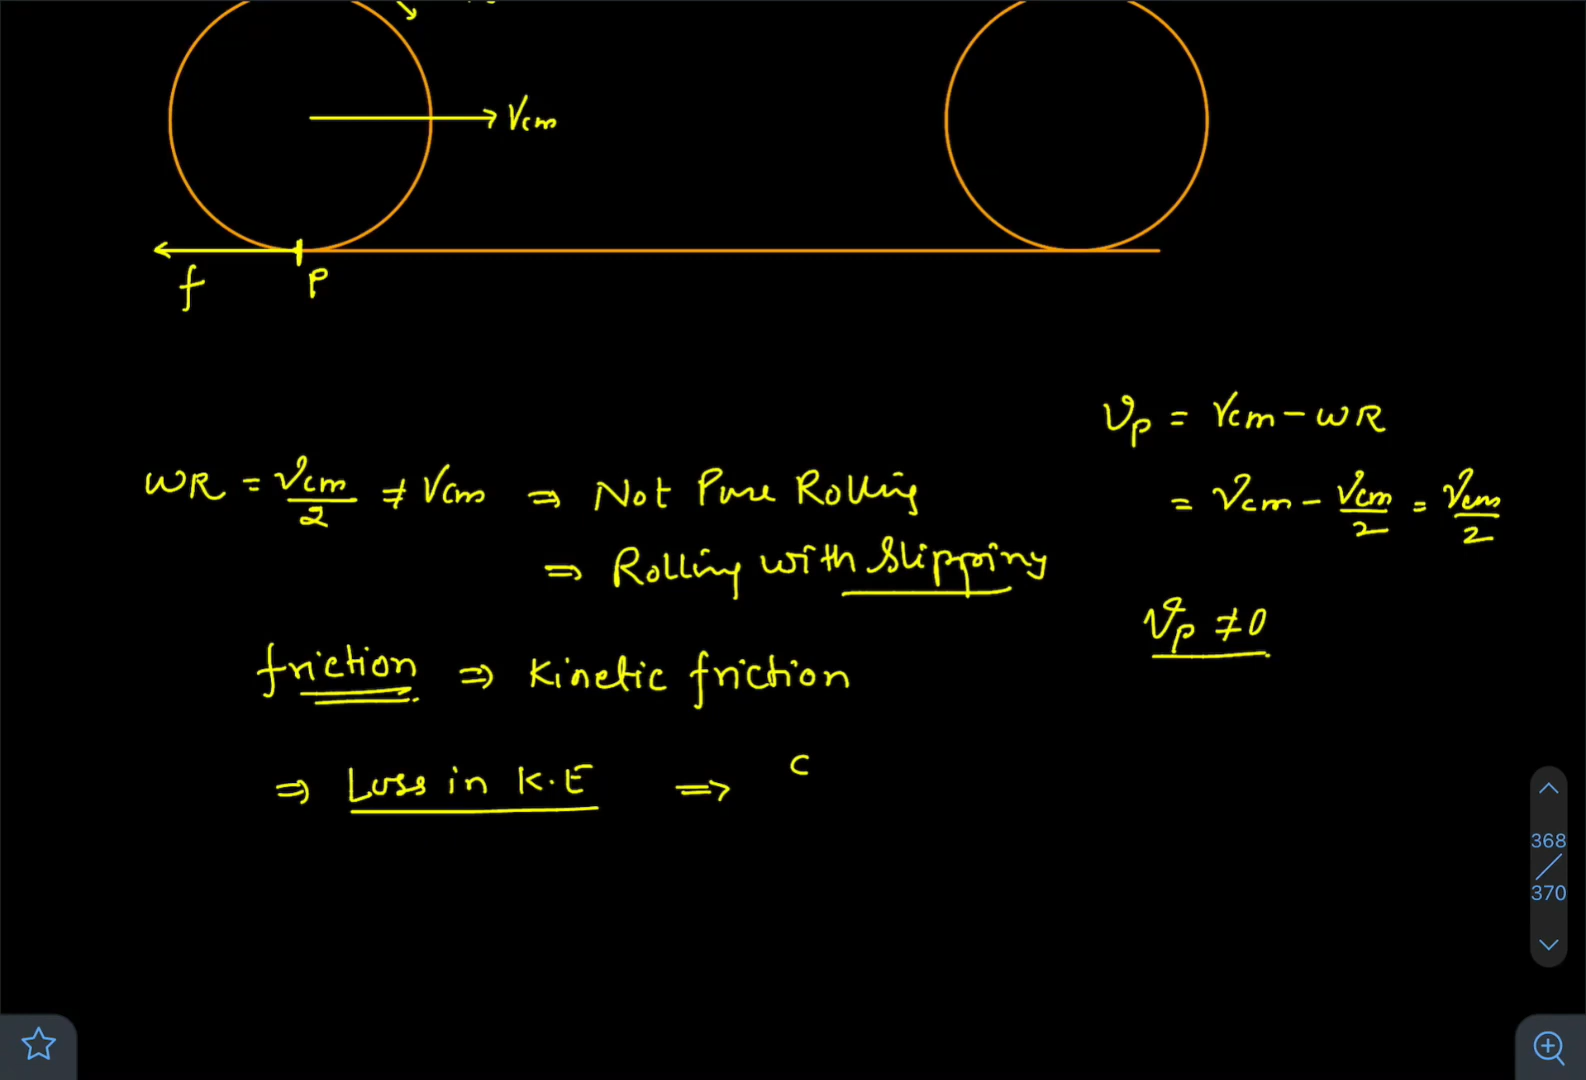 Vcm
f
P
vp = Vcm - ωR
ωR = Vcm/2 ≠ Vcm ⇒ Not Pure Rolling
= Vcm - Vcm/2 = Vcm/2
⇒ Rolling with Slipping
vp ≠ 0
friction ⇒ Kinetic friction
⇒ Loss in K.E ⇒ C
368
370